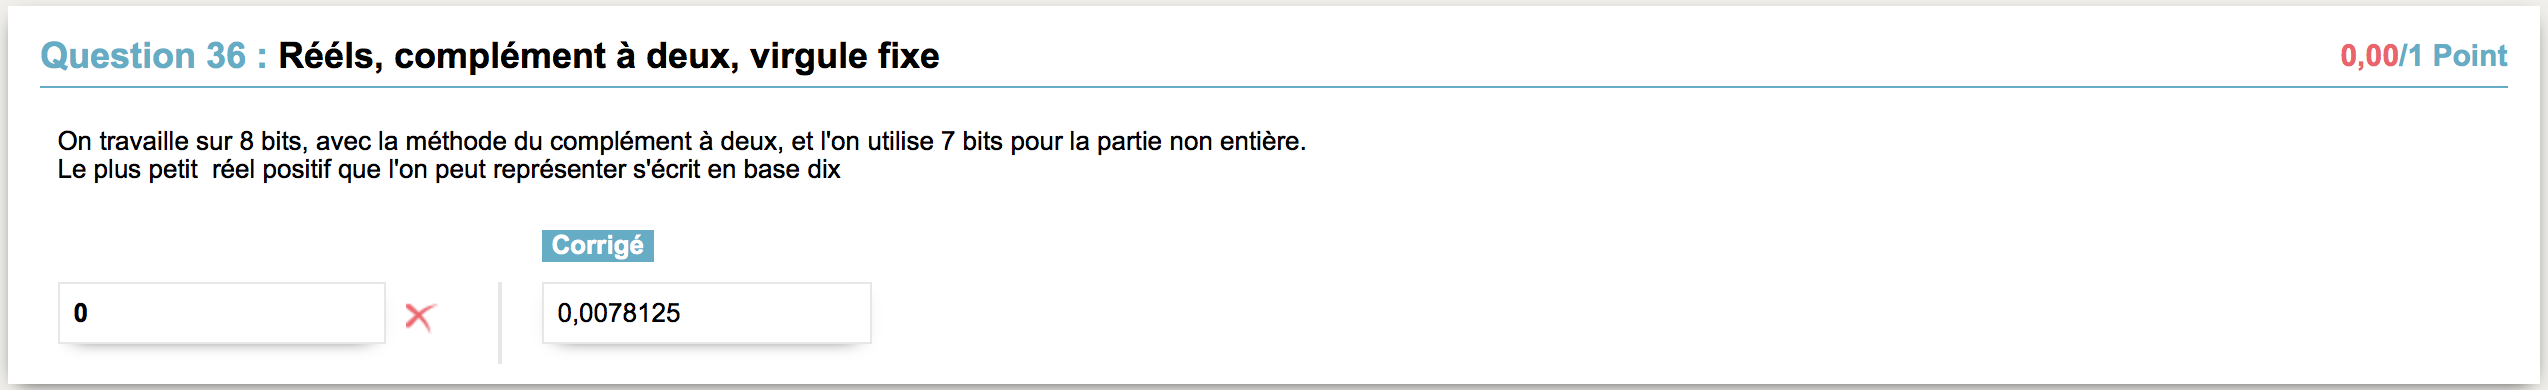 Question 36 : Rééls, complément à deux, virgule fixe
0,00/1 Point
On travaille sur 8 bits, avec la méthode du complément à deux, et l'on utilise 7 bits pour la partie non entière.
Le plus petit  réel positif que l'on peut représenter s'écrit en base dix
Corrigé
0
0,0078125